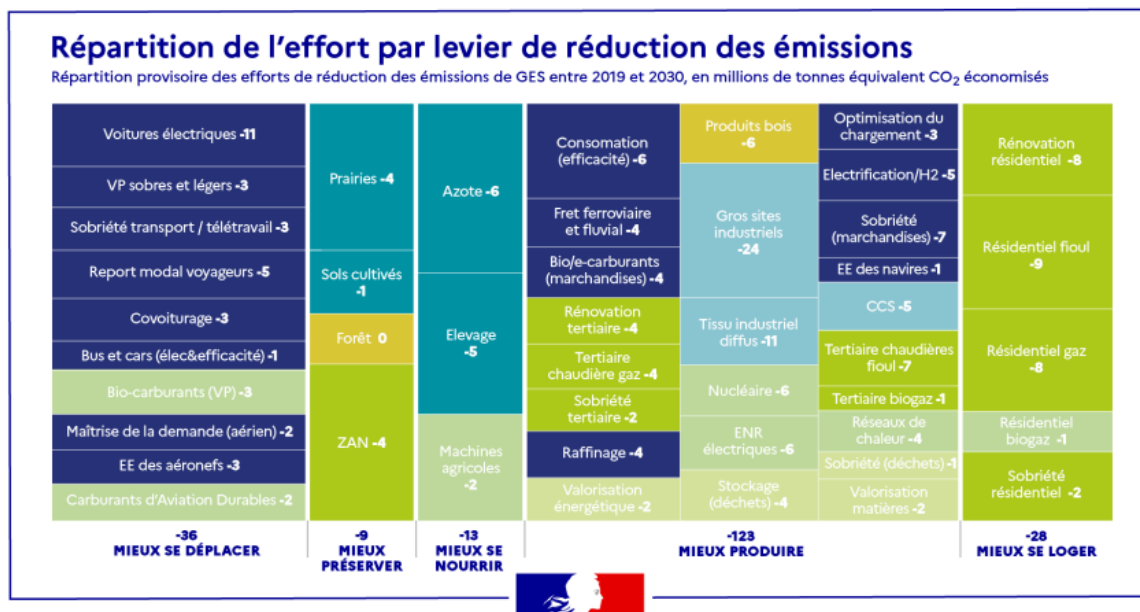 Répartition de l'effort par levier de réduction des émissions
Répartition provisoire des efforts de réduction des émissions de GES entre 2019 et 2030, en millions de tonnes équivalent CO₂ économisés
Voitures électriques -11
VP sobres et légers -3
Sobriété transport / télétravail -3
Report modal voyageurs -5
Covoiturage -3
Bus et cars (élec&efficacité) -1
Bio-carburants (VP) -3
Maîtrise de la demande (aérien) -2
EE des aéronefs -3
Carburants d'Aviation Durables -2
-36
MIEUX SE DÉPLACER
Prairies -4
Sols cultivés
-1
Forêt 0
ZAN -4
-9
MIEUX
PRÉSERVER
Azote -6
Elevage
-5
Machines
agricoles
-2
-13
MIEUX SE
NOURRIR
Consomation
(efficacité) -6
Fret ferroviaire
et fluvial -4
Bio/e-carburants
(marchandises) -4
Rénovation
tertiaire -4
Tertiaire
chaudière gaz -4
Sobriété
tertiaire -2
Raffinage -4
Valorisation
énergétique -2
Produits bois
-6
Gros sites
industriels
-24
Tissu industriel
diffus -11
Nucléaire -6
ENR
électriques -6
Stockage
(déchets) -4
Optimisation du
chargement -3
Electrification/H2 -5
Sobriété
(marchandises) -7
EE des navires -1
CCS -5
Tertiaire chaudières
fioul -7
Tertiaire biogaz -1
Réseaux de
chaleur -4
Sobriété (déchets) -1
Valorisation
matières -2
-123
MIEUX PRODUIRE
Rénovation
résidentiel -8
Résidentiel fioul
-9
Résidentiel gaz
-8
Résidentiel
biogaz -1
Sobriété
résidentiel -2
-28
MIEUX SE LOGER